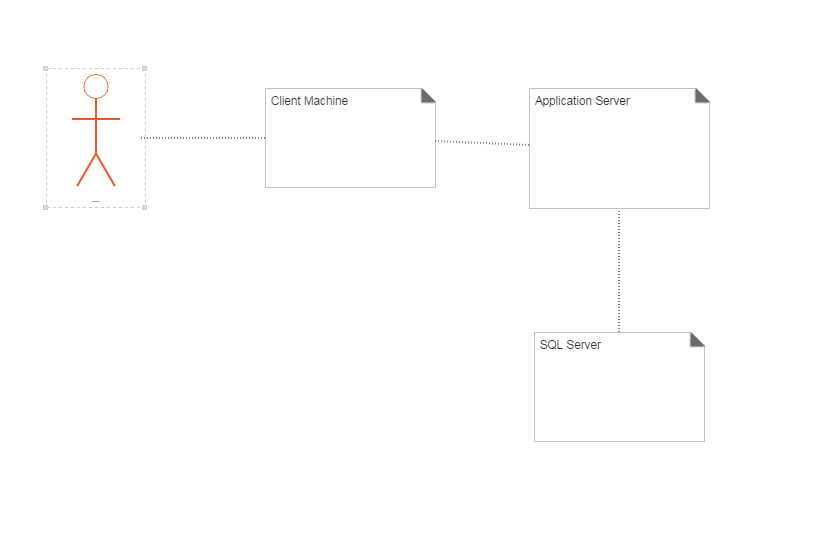 Client Machine
Application Server
SQL Server